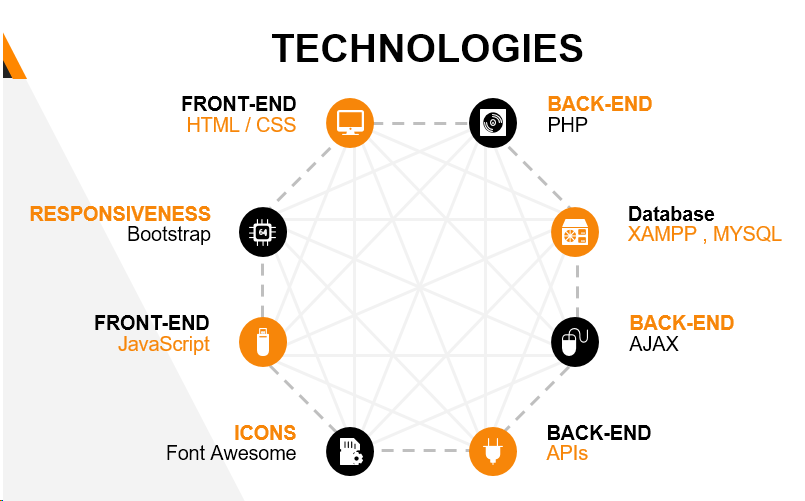 TECHNOLOGIES
FRONT-END
HTML / CSS
BACK-END
PHP
RESPONSIVENESS
Bootstrap
64
Database
XAMPP , MYSQL
FRONT-END
JavaScript
BACK-END
AJAX
ICONS
Font Awesome
BACK-END
APIs